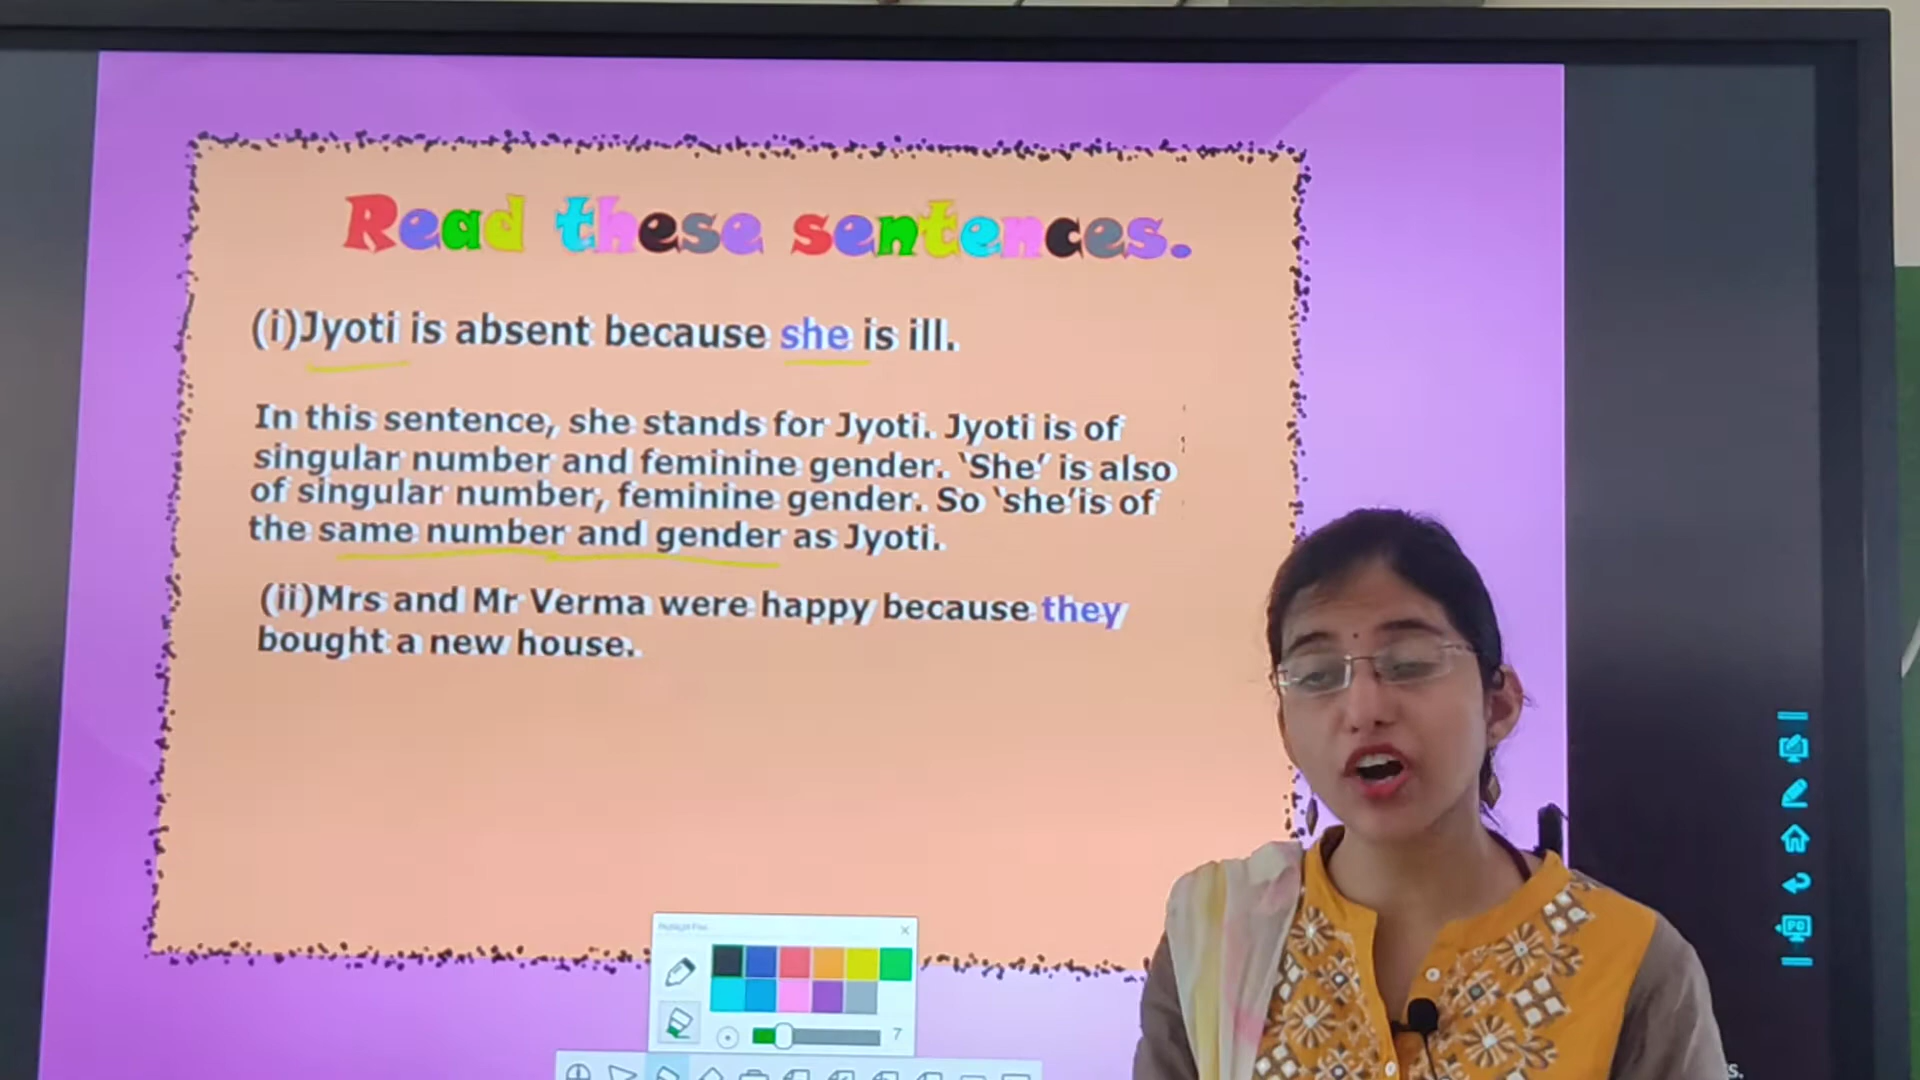 Read these sentences.
(i)Jyoti is absent because she is ill.
In this sentence, she stands for Jyoti. Jyoti is of
singular number and feminine gender. ‘She’ is also
of singular number, feminine gender. So ‘she’is of
the same number and gender as Jyoti.
(ii)Mrs and Mr Verma were happy because they
bought a new house.
7
s.